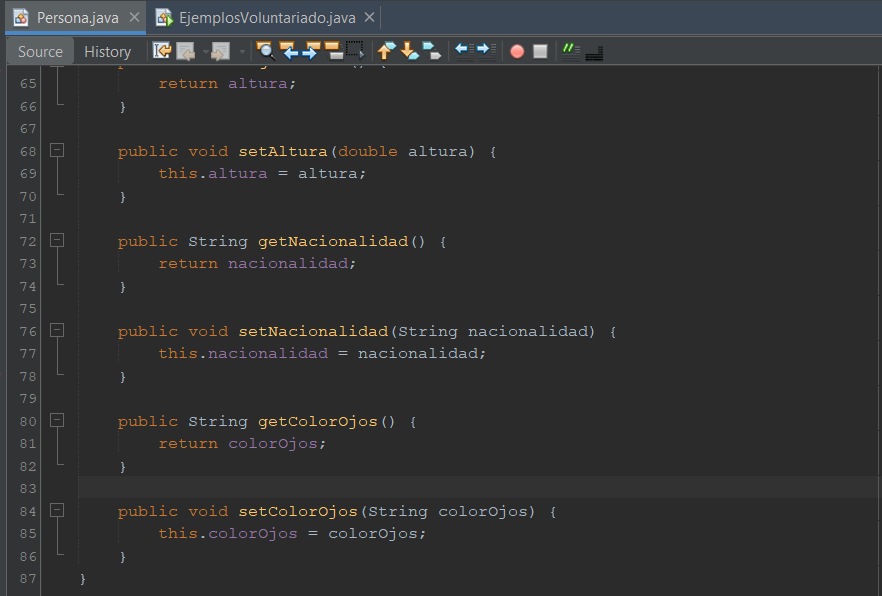 Persona.java EjemplosVoluntariado.java
Source History
65 return altura;
66 }
67
68 public void setAltura(double altura) {
69 this.altura = altura;
70 }
71
72 public String getNacionalidad() {
73 return nacionalidad;
74 }
75
76 public void setNacionalidad(String nacionalidad) {
77 this.nacionalidad = nacionalidad;
78 }
79
80 public String getColorOjos() {
81 return colorOjos;
82 }
83
84 public void setColorOjos(String colorOjos) {
85 this.colorOjos = colorOjos;
86 }
87 }